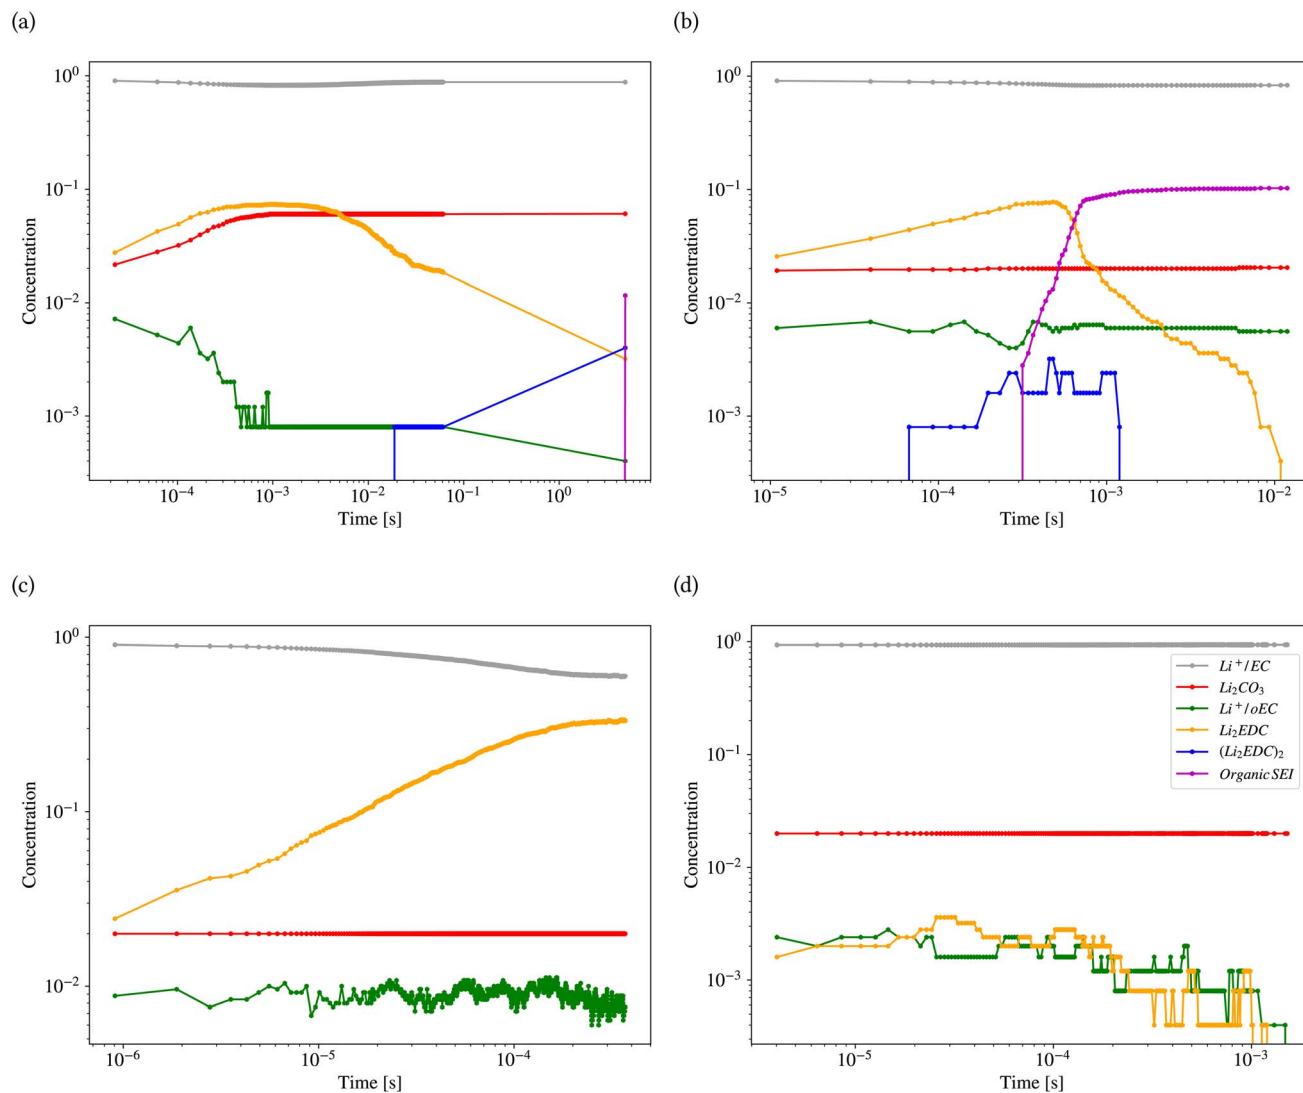 (a)
10⁰
10⁻¹
10⁻²
10⁻³
Concentration
10⁻⁴ 10⁻³ 10⁻² 10⁻¹ 10⁰
Time [s]
(b)
10⁰
10⁻¹
10⁻²
10⁻³
Concentration
10⁻⁵ 10⁻⁴ 10⁻³ 10⁻²
Time [s]
(c)
10⁰
10⁻¹
10⁻²
Concentration
10⁻⁶ 10⁻⁵ 10⁻⁴
Time [s]
(d)
10⁰
10⁻¹
10⁻²
10⁻³
Concentration
Li⁺/EC
Li₂CO₃
Li⁺/oEC
Li₂EDC
(Li₂EDC)₂
Organic SEI
10⁻⁵ 10⁻⁴ 10⁻³
Time [s]